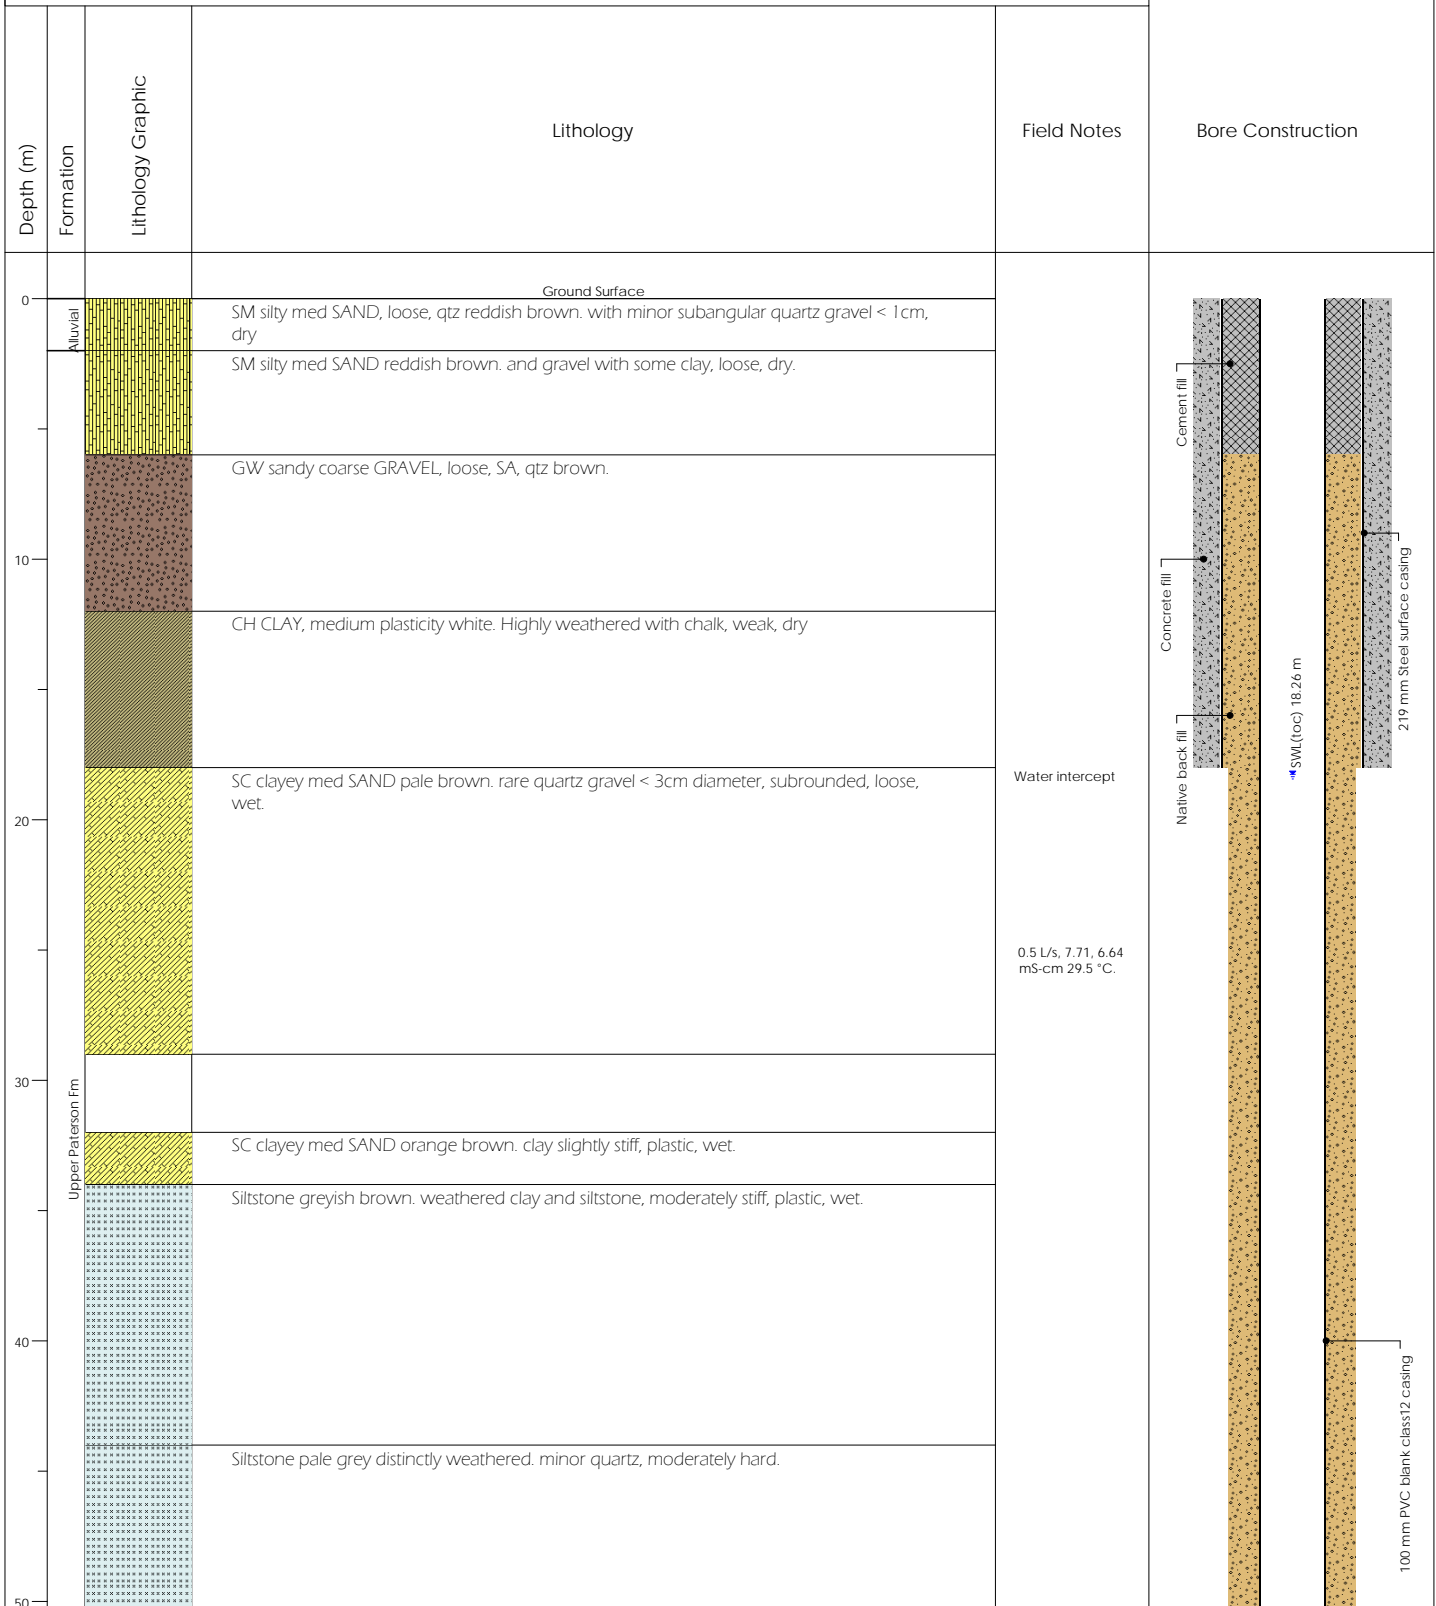 Depth (m)
Formation
Lithology Graphic
Lithology
Field Notes
Bore Construction
Ground Surface
0
Alluvial
SM silty med SAND, loose, qtz reddish brown. with minor subangular quartz gravel < 1cm,
dry
SM silty med SAND reddish brown. and gravel with some clay, loose, dry.
Cement fill
GW sandy coarse GRAVEL, loose, SA, qtz brown.
10
Concrete fill
219 mm Steel surface casing
CH CLAY, medium plasticity white. Highly weathered with chalk, weak, dry
SWL(toc) 18.26 m
Native back fill
SC clayey med SAND pale brown. rare quartz gravel < 3cm diameter, subrounded, loose,
wet.
Water intercept
20
0.5 L/s, 7.71, 6.64
mS-cm 29.5 °C.
30
Upper Paterson Fm
SC clayey med SAND orange brown. clay slightly stiff, plastic, wet.
Siltstone greyish brown. weathered clay and siltstone, moderately stiff, plastic, wet.
40
100 mm PVC blank class12 casing
Siltstone pale grey distinctly weathered. minor quartz, moderately hard.
50